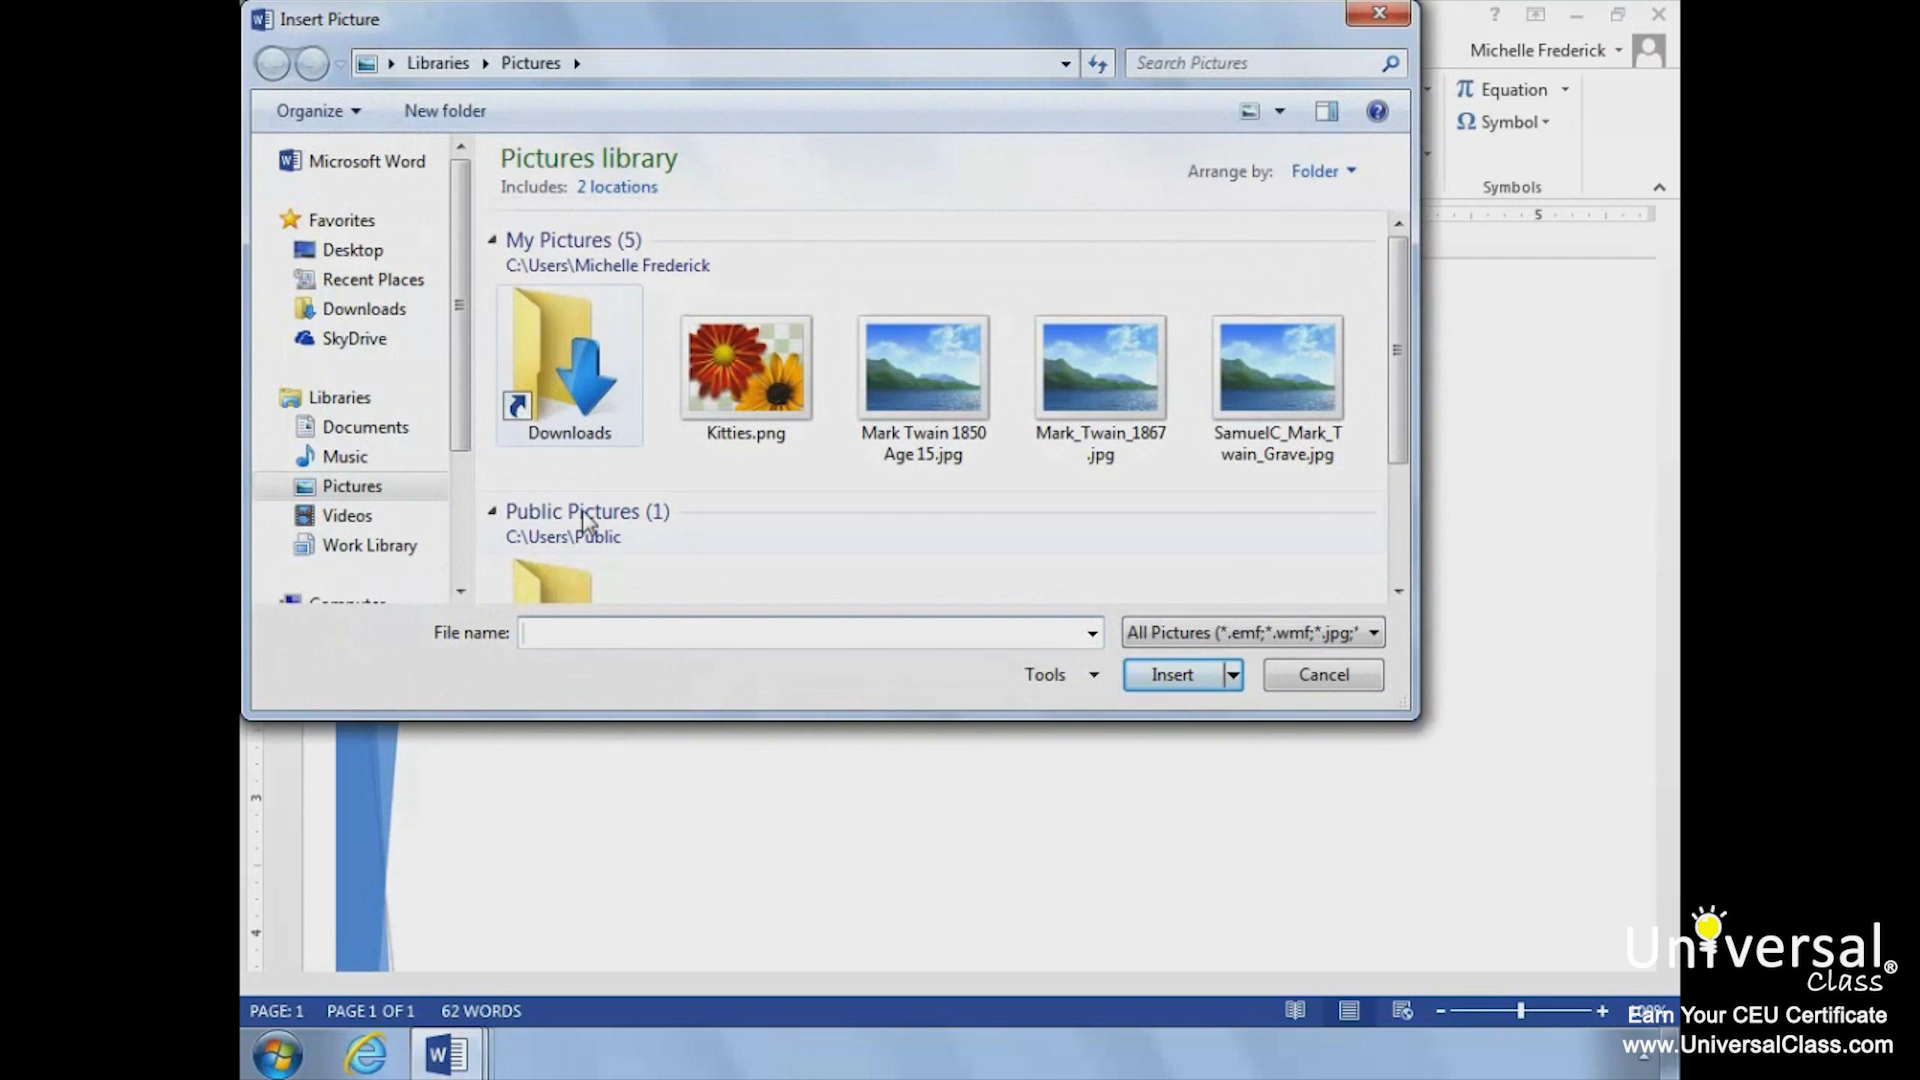 Insert Picture
Libraries Pictures
Search Pictures
Michelle Frederick
Organize
New folder
π Equation
Ω Symbol
Symbols
Microsoft Word
Favorites
Desktop
Recent Places
Downloads
SkyDrive
Libraries
Documents
Music
Pictures
Videos
Work Library
Pictures library
Includes: 2 locations
Arrange by: Folder
My Pictures (5)
C:\Users\Michelle Frederick
Downloads
Kitties.png
Mark Twain 1850
Age 15.jpg
Mark_Twain_1867
.jpg
SamuelC_Mark_T
wain_Grave.jpg
Public Pictures (1)
C:\Users\Public
5
File name:
All Pictures (*.emf;*.wmf;*.jpg;*
Tools
Insert
Cancel
3
4
PAGE: 1 PAGE 1 OF 1 62 WORDS
Universal®
Class
Earn Your CEU Certificate
www.UniversalClass.com